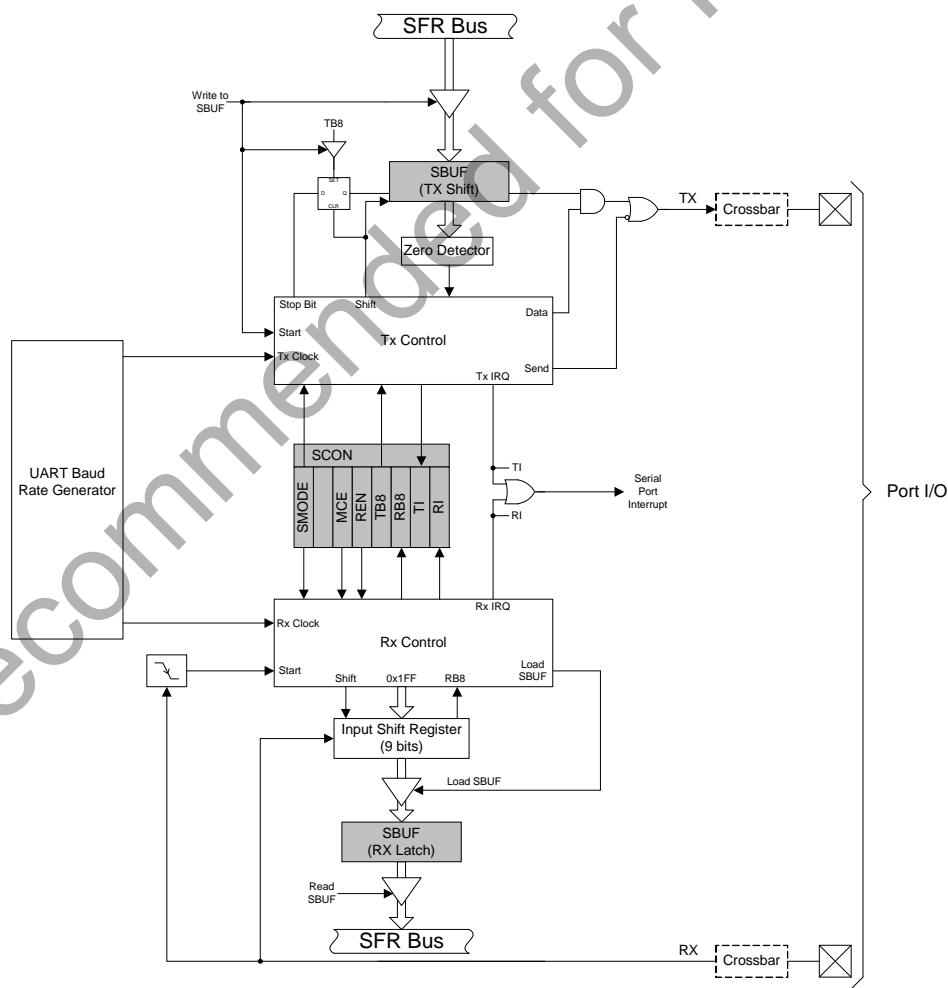 SFR Bus
Write to
SBUF
TB8
SET
D
Q
CLR
SBUF
(TX Shift)
TX
Crossbar
Zero Detector
Stop Bit
Shift
Data
Start
Tx Control
Tx Clock
Send
Tx IRQ
UART Baud
Rate Generator
SCON
SMODE
MCE
REN
TB8
RB8
TI
RI
TI
Serial
Port
Interrupt
RI
Port I/O
Rx IRQ
Rx Clock
Rx Control
Start
Load
SBUF
Shift
0x1FF
RB8
Input Shift Register
(9 bits)
Load SBUF
SBUF
(RX Latch)
Read
SBUF
SFR Bus
RX
Crossbar
ecommended for